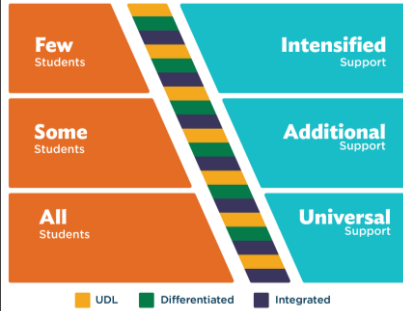 Few
Students
Intensified
Support
Some
Students
Additional
Support
All
Students
Universal
Support
UDL
Differentiated
Integrated